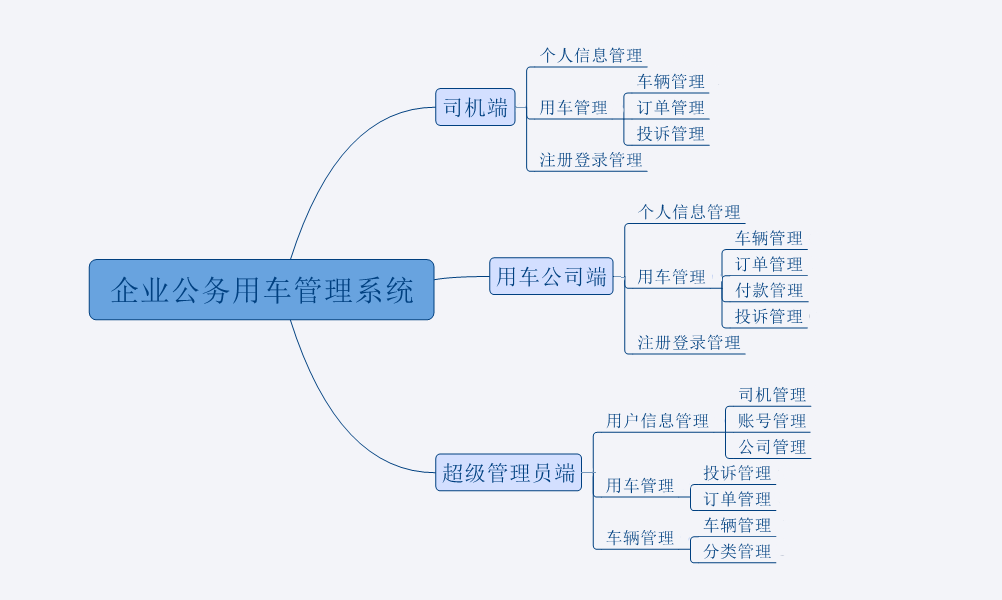 企业公务用车管理系统
司机端
个人信息管理
用车管理
车辆管理
订单管理
投诉管理
注册登录管理
用车公司端
个人信息管理
用车管理
车辆管理
订单管理
付款管理
投诉管理
注册登录管理
超级管理员端
用户信息管理
司机管理
账号管理
公司管理
用车管理
投诉管理
订单管理
车辆管理
车辆管理
分类管理